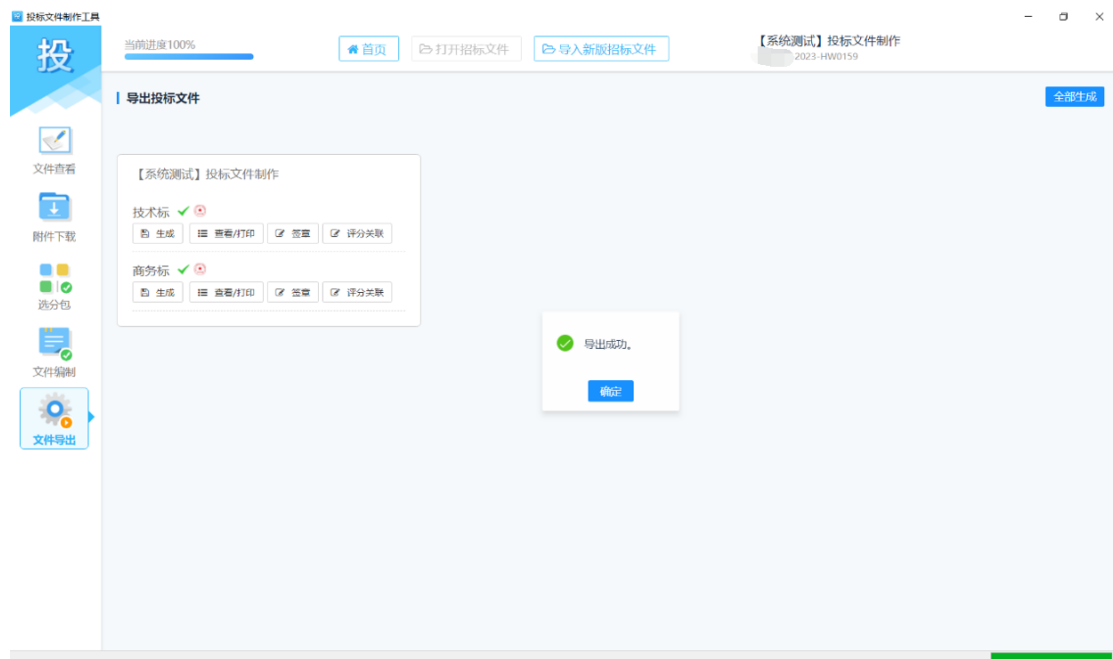 投标文件制作工具
投
当前进度100%
首页
打开招标文件
导入新版招标文件
【系统测试】投标文件制作
2023-HW0159
导出投标文件
全部生成
文件查看
附件下载
选分包
文件编制
文件导出
【系统测试】投标文件制作
技术标
生成
查看/打印
签章
评分关联
商务标
生成
查看/打印
签章
评分关联
导出成功。
确定